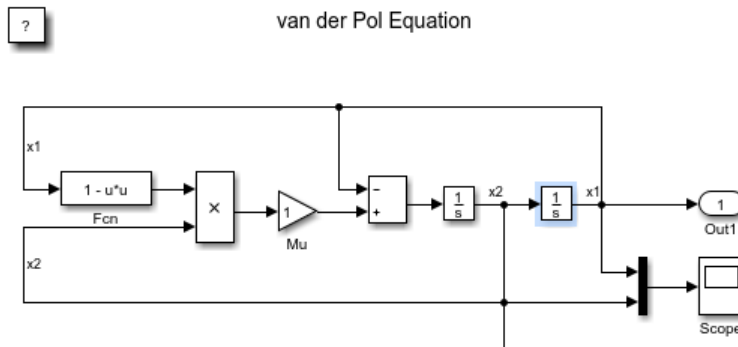 ?
van der Pol Equation
x1
1 - u*u
Fcn
×
1
Mu
−
+
1
s
x2
1
s
x1
1
Out1
x2
Scope